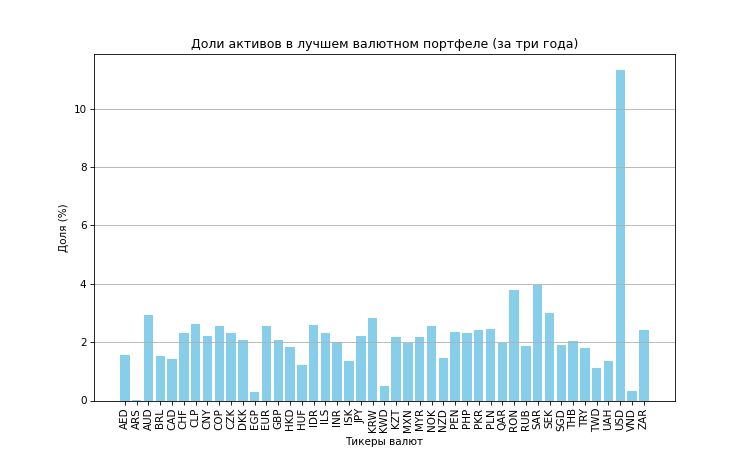 Доли активов в лучшем валютном портфеле (за три года)
Доля (%)
10
8
6
4
2
0
AED ARS AUD BRL CAD CHF CLP CNY COP CZK DKK EGP EUR GBP HKD HUF IDR ILS INR ISK JPY KRW KWD KZT MXN MYR NOK NZD PEN PHP PKR PLN QAR RON RUB SAR SEK SGD THB TRY TWD UAH USD VND ZAR
Тикеры валют